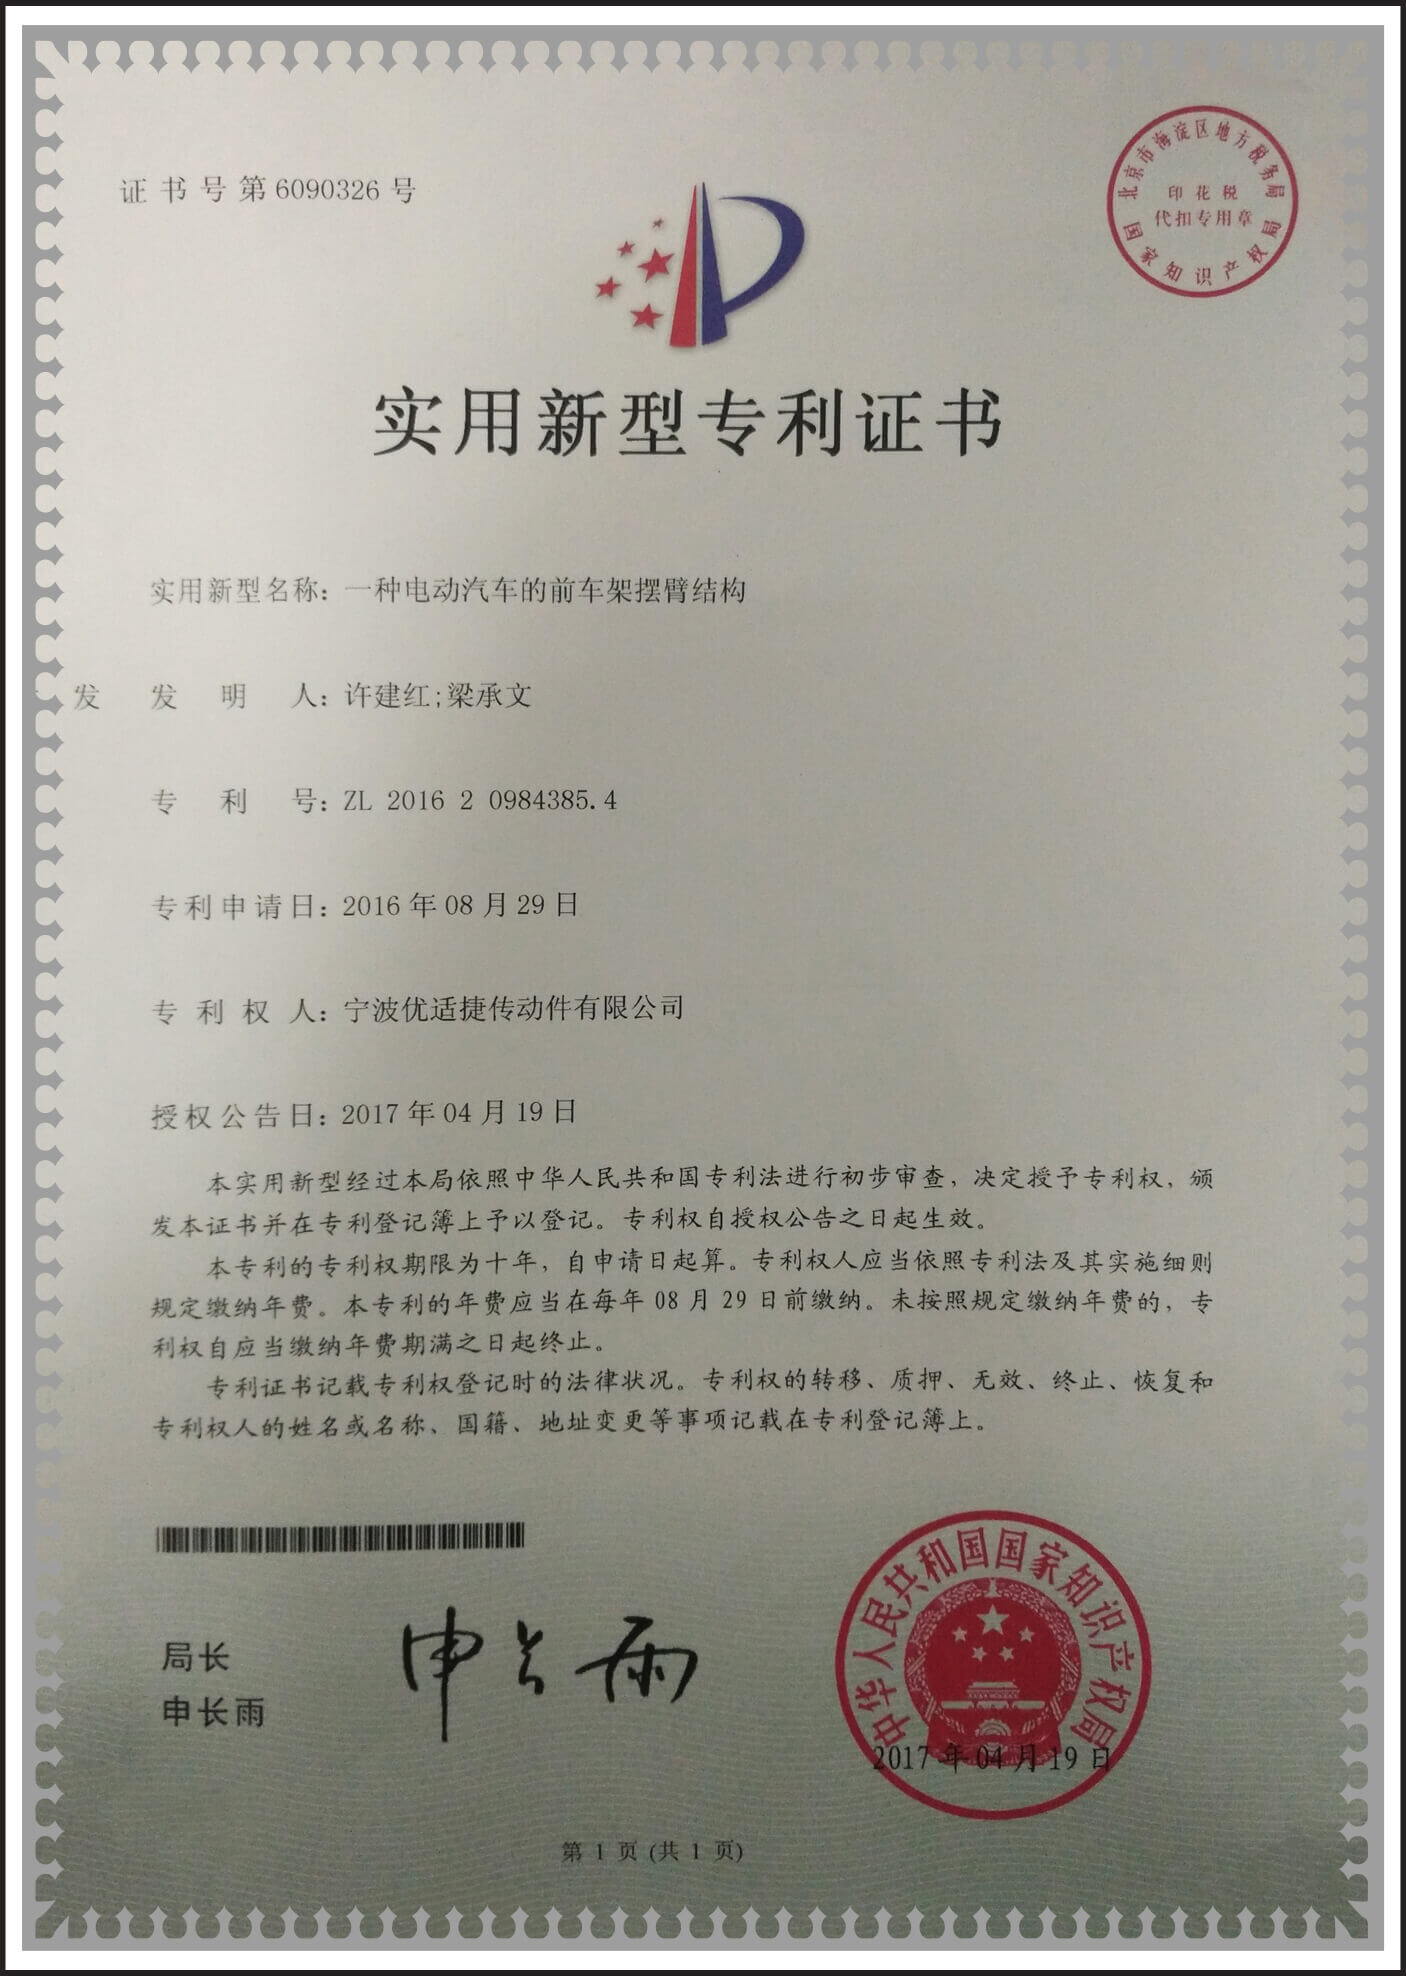 证书号第6090326号
北京市海淀区地方税务局
印花税
代扣专用章
国家知识产权局
实用新型专利证书
实用新型名称：一种电动汽车的前车架摆臂结构
发 发明人：许建红;梁承文
专利号：ZL 2016 2 0984385.4
专利申请日：2016年08月29日
专利权人：宁波优适捷传动件有限公司
授权公告日：2017年04月19日
本实用新型经过本局依照中华人民共和国专利法进行初步审查，决定授予专利权，颁
发本证书并在专利登记簿上予以登记。专利权自授权公告之日起生效。
本专利的专利权期限为十年，自申请日起算。专利权人应当依照专利法及其实施细则
规定缴纳年费。本专利的年费应当在每年 08 月 29 日前缴纳。未按照规定缴纳年费的，专
利权自应当缴纳年费期满之日起终止。
专利证书记载专利权登记时的法律状况。专利权的转移、质押、无效、终止、恢复和
专利权人的姓名或名称、国籍、地址变更等事项记载在专利登记簿上。
局长
申长雨
申长雨
中华人民共和国国家知识产权局
2017年04月19日
第 1 页 (共 1 页)